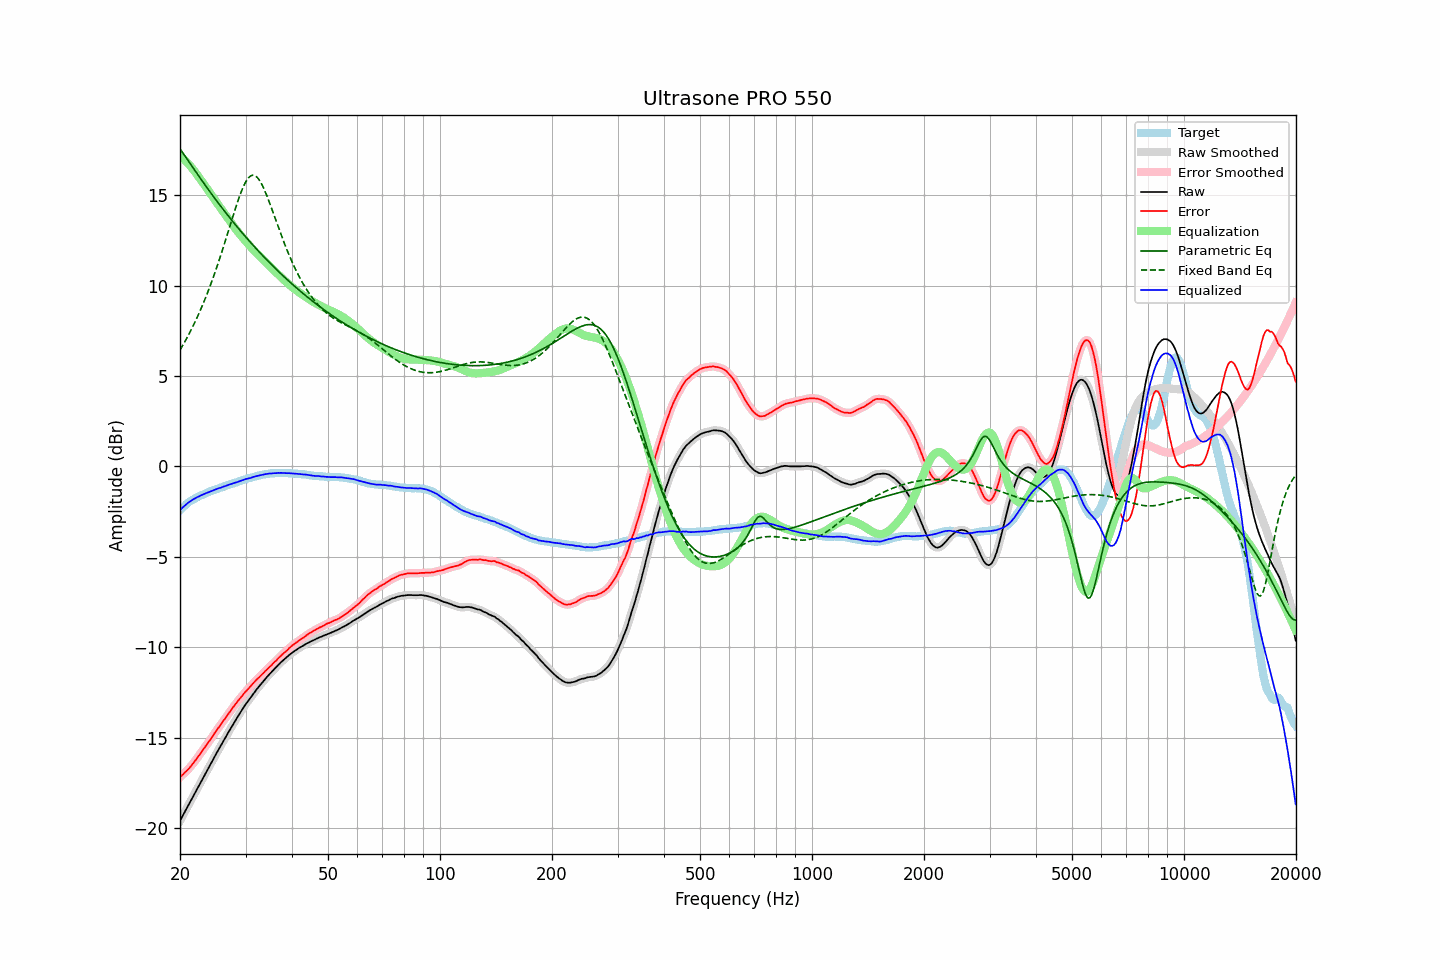 Ultrasone PRO 550
Target
Raw Smoothed
Error Smoothed
Raw
Error
Equalization
Parametric Eq
Fixed Band Eq
Equalized
Amplitude (dBr)
15
10
5
0
−5
−10
−15
−20
20 50 100 200 500 1000 2000 5000 10000 20000
Frequency (Hz)